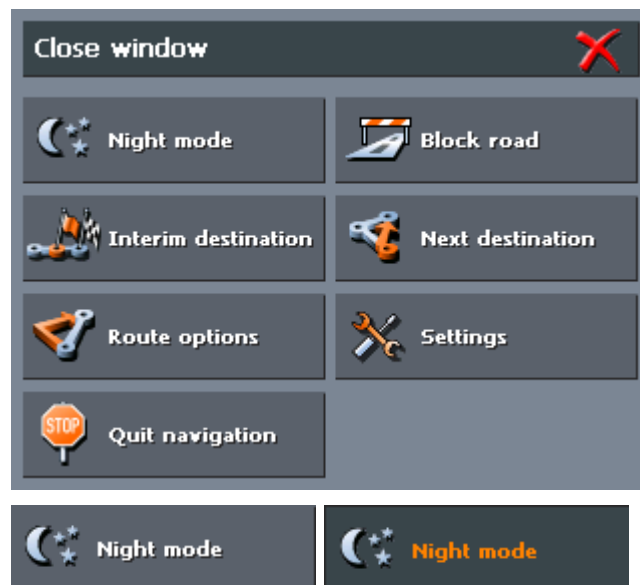 Close window
Night mode
Block road
Interim destination
Next destination
Route options
Settings
STOP
Quit navigation
Night mode
Night mode